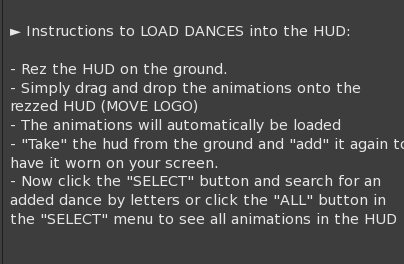 ► Instructions to LOAD DANCES into the HUD:
- Rez the HUD on the ground.
- Simply drag and drop the animations onto the
rezzed HUD (MOVE LOGO)
- The animations will automatically be loaded
- "Take" the hud from the ground and "add" it again to
have it worn on your screen.
- Now click the "SELECT" button and search for an
added dance by letters or click the "ALL" button in
the "SELECT" menu to see all animations in the HUD